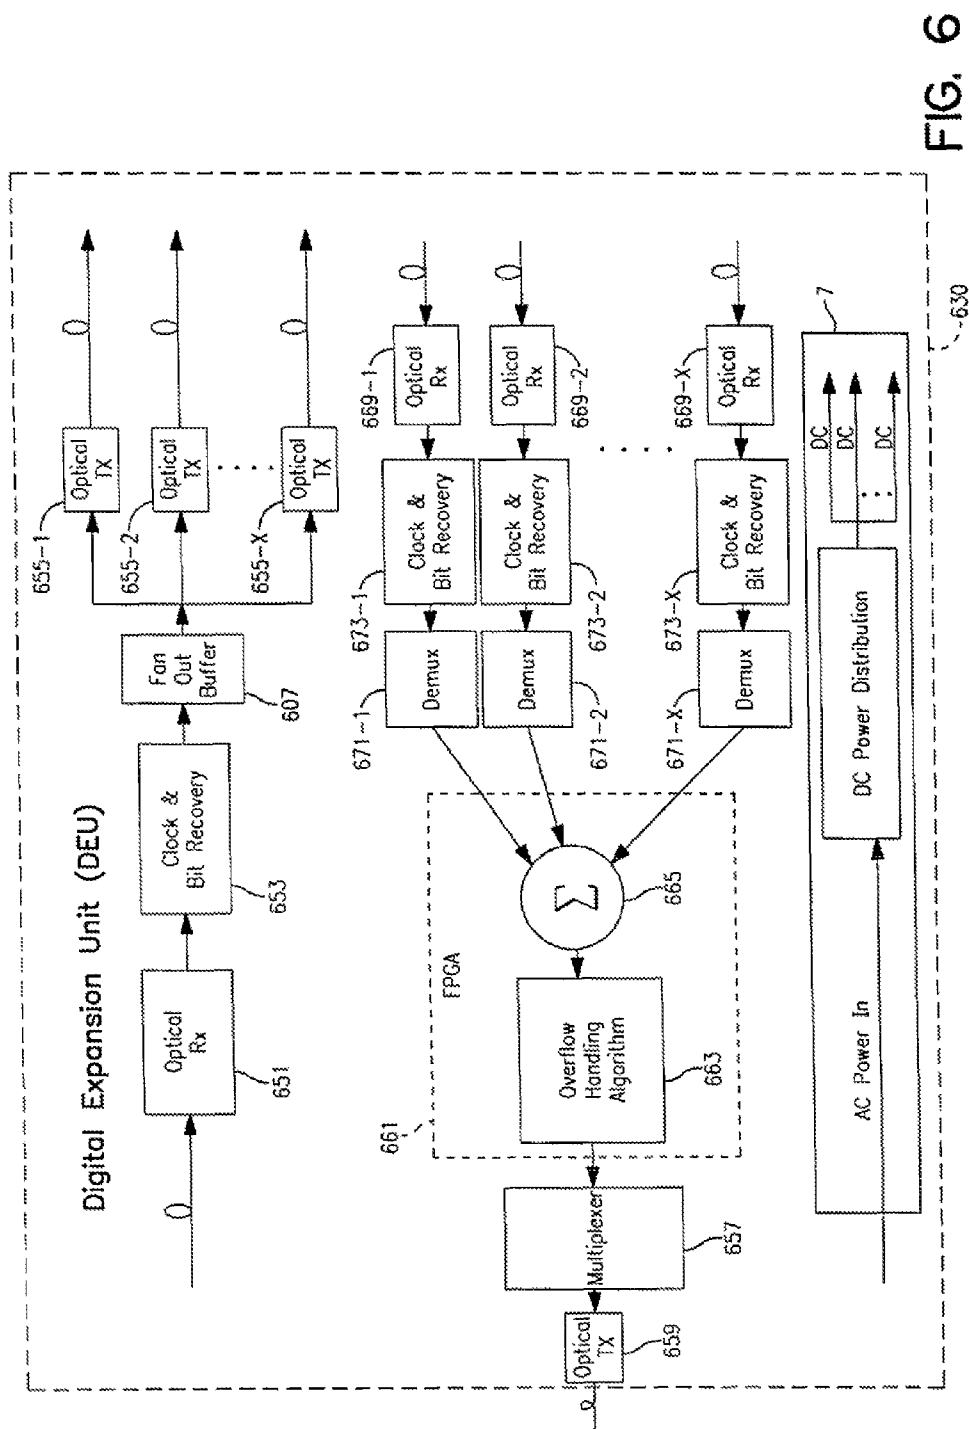 Digital Expansion Unit (DEU)
Optical
Rx
651
Clock &
Bit Recovery
653
Fan
Out
Buffer
607
655-1
Optical
TX
655-2
Optical
TX
. . . . .
655-X
Optical
TX
Optical
TX
659
Multiplexer
657
661
FPGA
Overflow
Handling
Algorithm
663
Σ
665
671-1
Demux
673-1
Clock &
Bit Recovery
669-1
Optical
Rx
Demux
671-2
Clock &
Bit Recovery
673-2
Optical
Rx
669-2
. . . . .
671-X
Demux
673-X
Clock &
Bit Recovery
669-X
Optical
Rx
AC Power In
DC Power Distribution
DC
DC
DC
7
630
FIG. 6